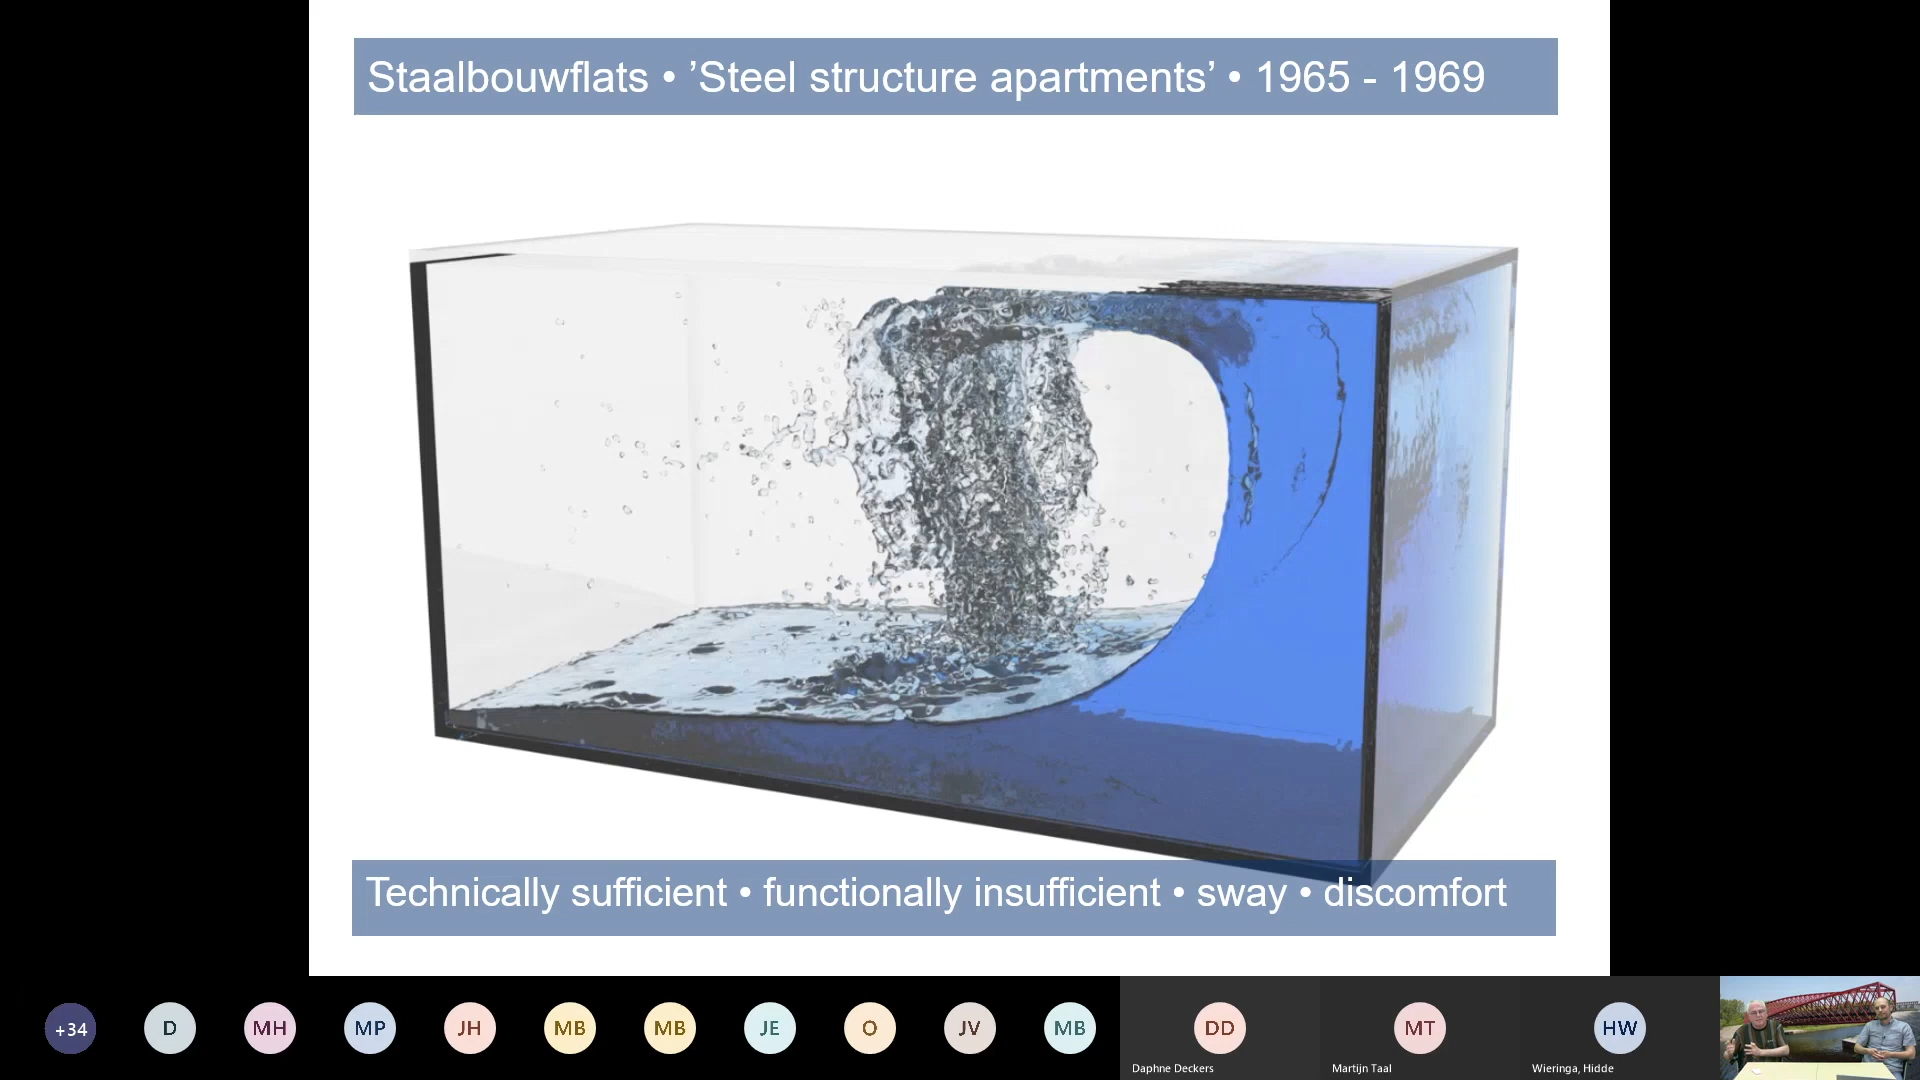 Staalbouwflats • ’Steel structure apartments’ • 1965 - 1969
Technically sufficient • functionally insufficient • sway • discomfort
+34 D MH MP JH MB MB JE O JV MB DD MT HW
Daphne Deckers Martijn Taal Wieringa, Hidde